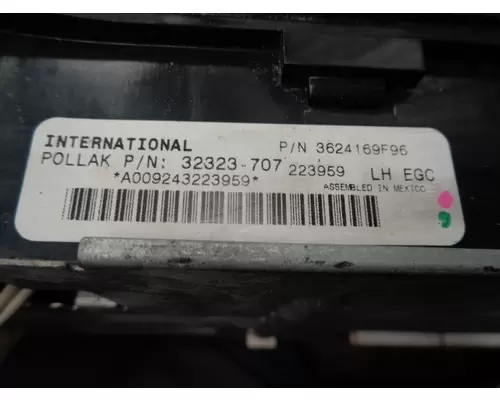 INTERNATIONAL P/N 3624169F96
POLLAK P/N: 32323-707 223959 LH EGC
*A009243223959* ASSEMBLED IN MEXICO